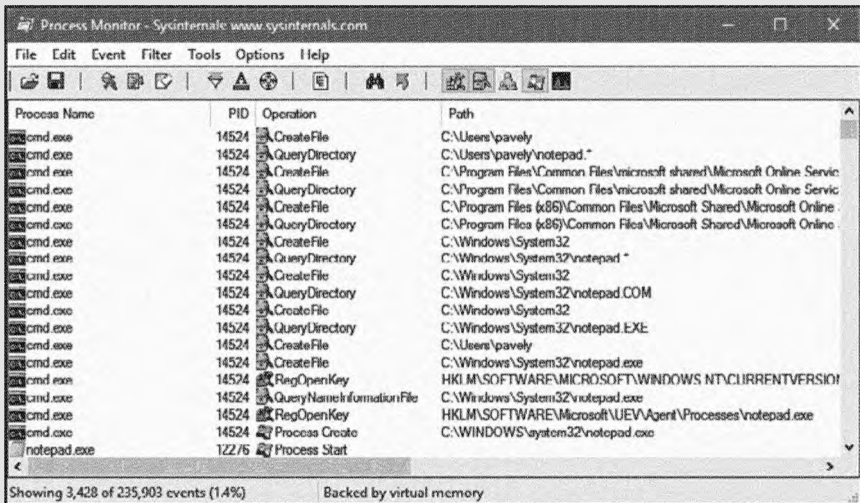 Process Monitor - Sysinternals: www.sysinternals.com
File Edit Event Filter Tools Options Help
Process Name PID Operation Path
cmd.exe 14524 CreateFile C:\Users\pavely
cmd.exe 14524 QueryDirectory C:\Users\pavely\notepad.*
cmd.exe 14524 CreateFile C:\Program Files\Common Files\microsoft shared\Microsoft Online Servic
cmd.exe 14524 QueryDirectory C:\Program Files\Common Files\microsoft shared\Microsoft Online Servic
cmd.exe 14524 CreateFile C:\Program Files (x86)\Common Files\Microsoft Shared\Microsoft Online
cmd.exe 14524 QueryDirectory C:\Program Files (x86)\Common Files\Microsoft Shared\Microsoft Online
cmd.exe 14524 CreateFile C:\Windows\System32
cmd.exe 14524 QueryDirectory C:\Windows\System32\notepad.*
cmd.exe 14524 CreateFile C:\Windows\System32
cmd.exe 14524 QueryDirectory C:\Windows\System32\notepad.COM
cmd.exe 14524 CreateFile C:\Windows\System32
cmd.exe 14524 QueryDirectory C:\Windows\System32\notepad.EXE
cmd.exe 14524 CreateFile C:\Users\pavely
cmd.exe 14524 CreateFile C:\Windows\System32\notepad.exe
cmd.exe 14524 RegOpenKey HKLM\SOFTWARE\MICROSOFT\WINDOWS NT\CURRENTVERSION
cmd.exe 14524 QueryNameInformationFile C:\Windows\System32\notepad.exe
cmd.exe 14524 RegOpenKey HKLM\SOFTWARE\Microsoft\UEV\Agent\Processes\notepad.exe
cmd.exe 14524 Process Create C:\WINDOWS\system32\notepad.exe
notepad.exe 12276 Process Start
Showing 3,428 of 235,903 events (1.4%) Backed by virtual memory